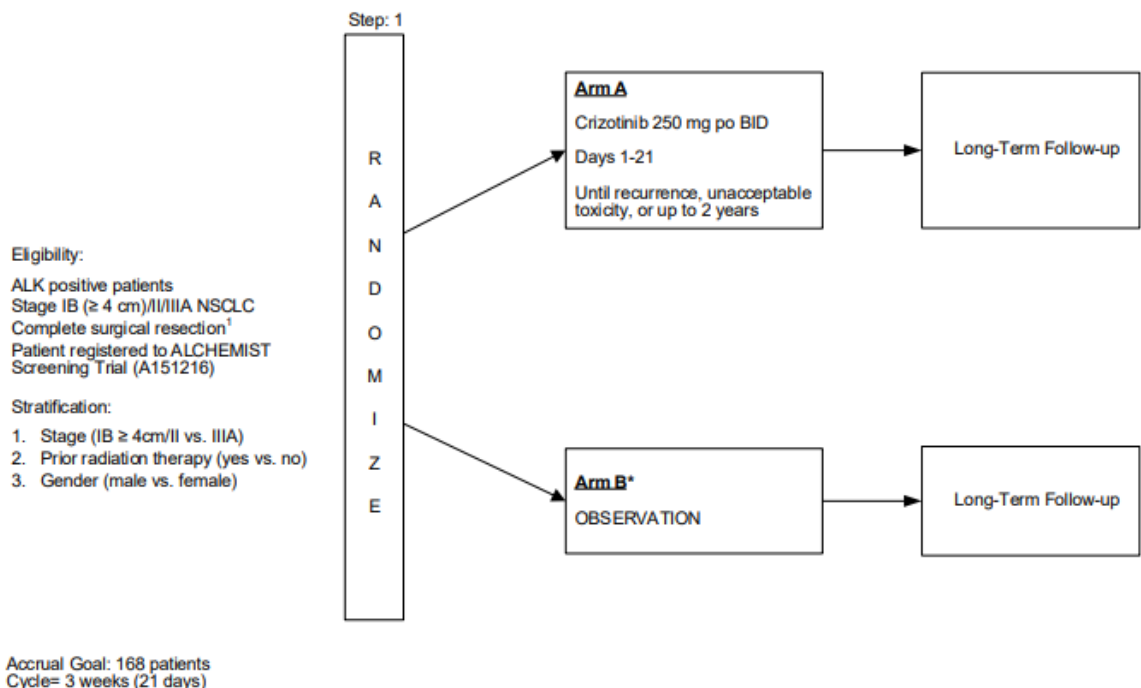 Step: 1
R
A
N
D
O
M
I
Z
E
Eligibility:
ALK positive patients
Stage IB (≥ 4 cm)/II/IIIA NSCLC
Complete surgical resection¹
Patient registered to ALCHEMIST
Screening Trial (A151216)
Stratification:
1. Stage (IB ≥ 4cm/II vs. IIIA)
2. Prior radiation therapy (yes vs. no)
3. Gender (male vs. female)
Arm A
Crizotinib 250 mg po BID
Days 1-21
Until recurrence, unacceptable
toxicity, or up to 2 years
Long-Term Follow-up
Arm B*
OBSERVATION
Long-Term Follow-up
Accrual Goal: 168 patients
Cycle= 3 weeks (21 days)